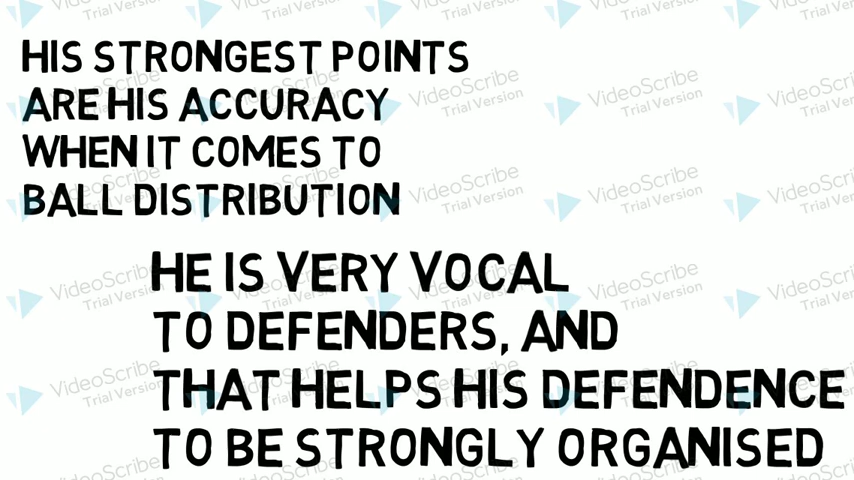 HIS STRONGEST POINTS
ARE HIS ACCURACY
WHEN IT COMES TO
BALL DISTRIBUTION
HE IS VERY VOCAL
TO DEFENDERS, AND
THAT HELPS HIS DEFENDENCE
TO BE STRONGLY ORGANISED
VideoScribe
Trial Version